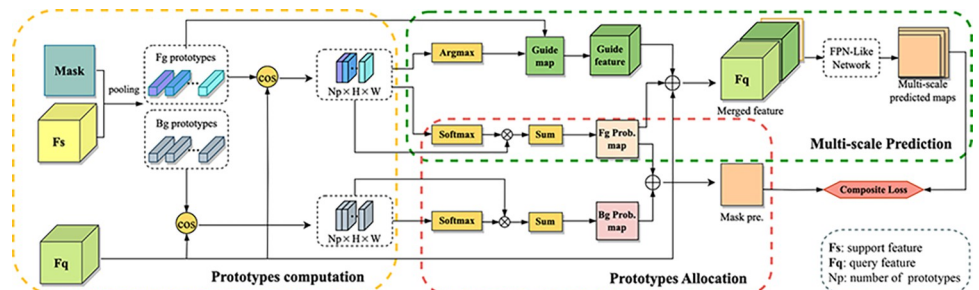 Mask
Fs
pooling
Fg prototypes
Bg prototypes
cos
cos
Fq
Np×H×W
Np×H×W
Prototypes computation
Argmax
Guide
map
Guide
feature
Softmax
Sum
Fg Prob.
map
Softmax
Sum
Bg Prob.
map
Prototypes Allocation
Fq
Merged feature
FPN-Like
Network
Multi-scale
predicted maps
Multi-scale Prediction
Mask pre.
Composite Loss
Fs: support feature
Fq: query feature
Np: number of prototypes